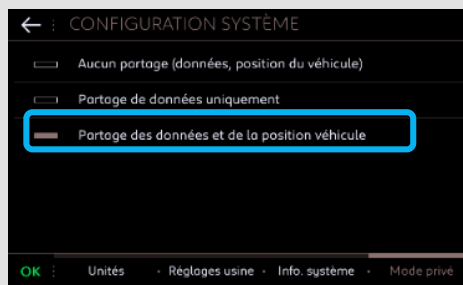 CONFIGURATION SYSTÈME
Aucun partage (données, position du véhicule)
Partage de données uniquement
Partage des données et de la position véhicule
OK Unités Réglages usine Info. système Mode privé